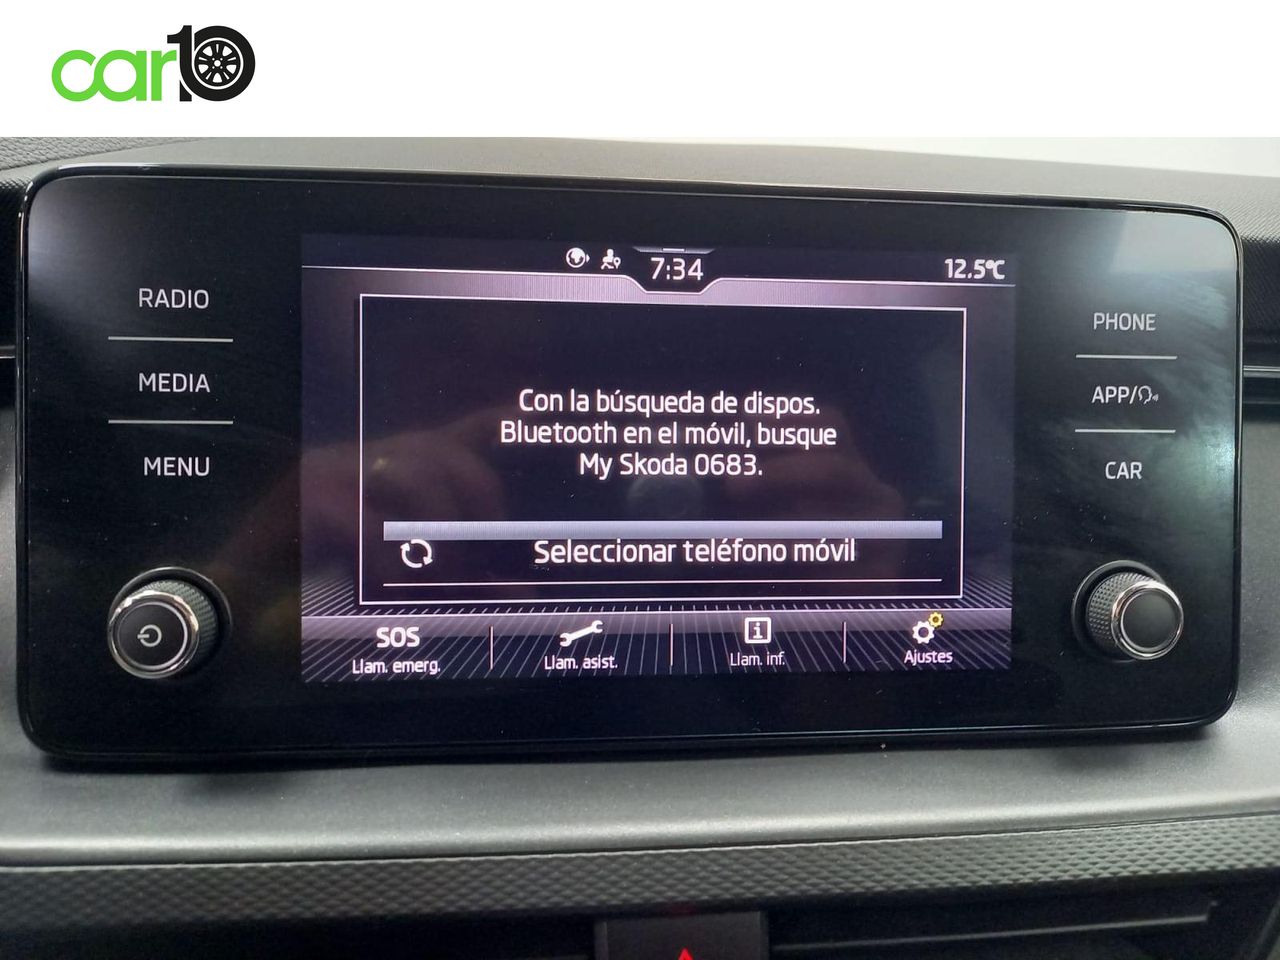 car10
7:34
12.5°C
RADIO
MEDIA
MENU
PHONE
APP/
CAR
Con la búsqueda de dispos.
Bluetooth en el móvil, busque
My Skoda 0683.
Seleccionar teléfono móvil
SOS
Llam. emerg.
Llam. asist.
Llam. inf.
Ajustes